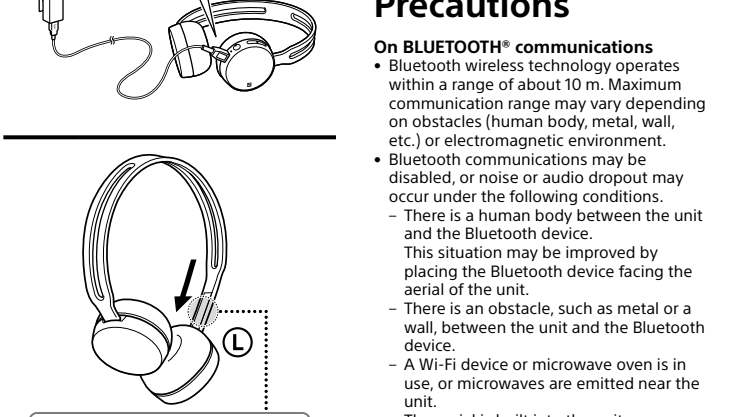 Precautions
On BLUETOOTH® communications
• Bluetooth wireless technology operates
within a range of about 10 m. Maximum
communication range may vary depending
on obstacles (human body, metal, wall,
etc.) or electromagnetic environment.
• Bluetooth communications may be
disabled, or noise or audio dropout may
occur under the following conditions.
– There is a human body between the unit
and the Bluetooth device.
This situation may be improved by
placing the Bluetooth device facing the
aerial of the unit.
– There is an obstacle, such as metal or a
wall, between the unit and the Bluetooth
device.
– A Wi-Fi device or microwave oven is in
use, or microwaves are emitted near the
unit.
L